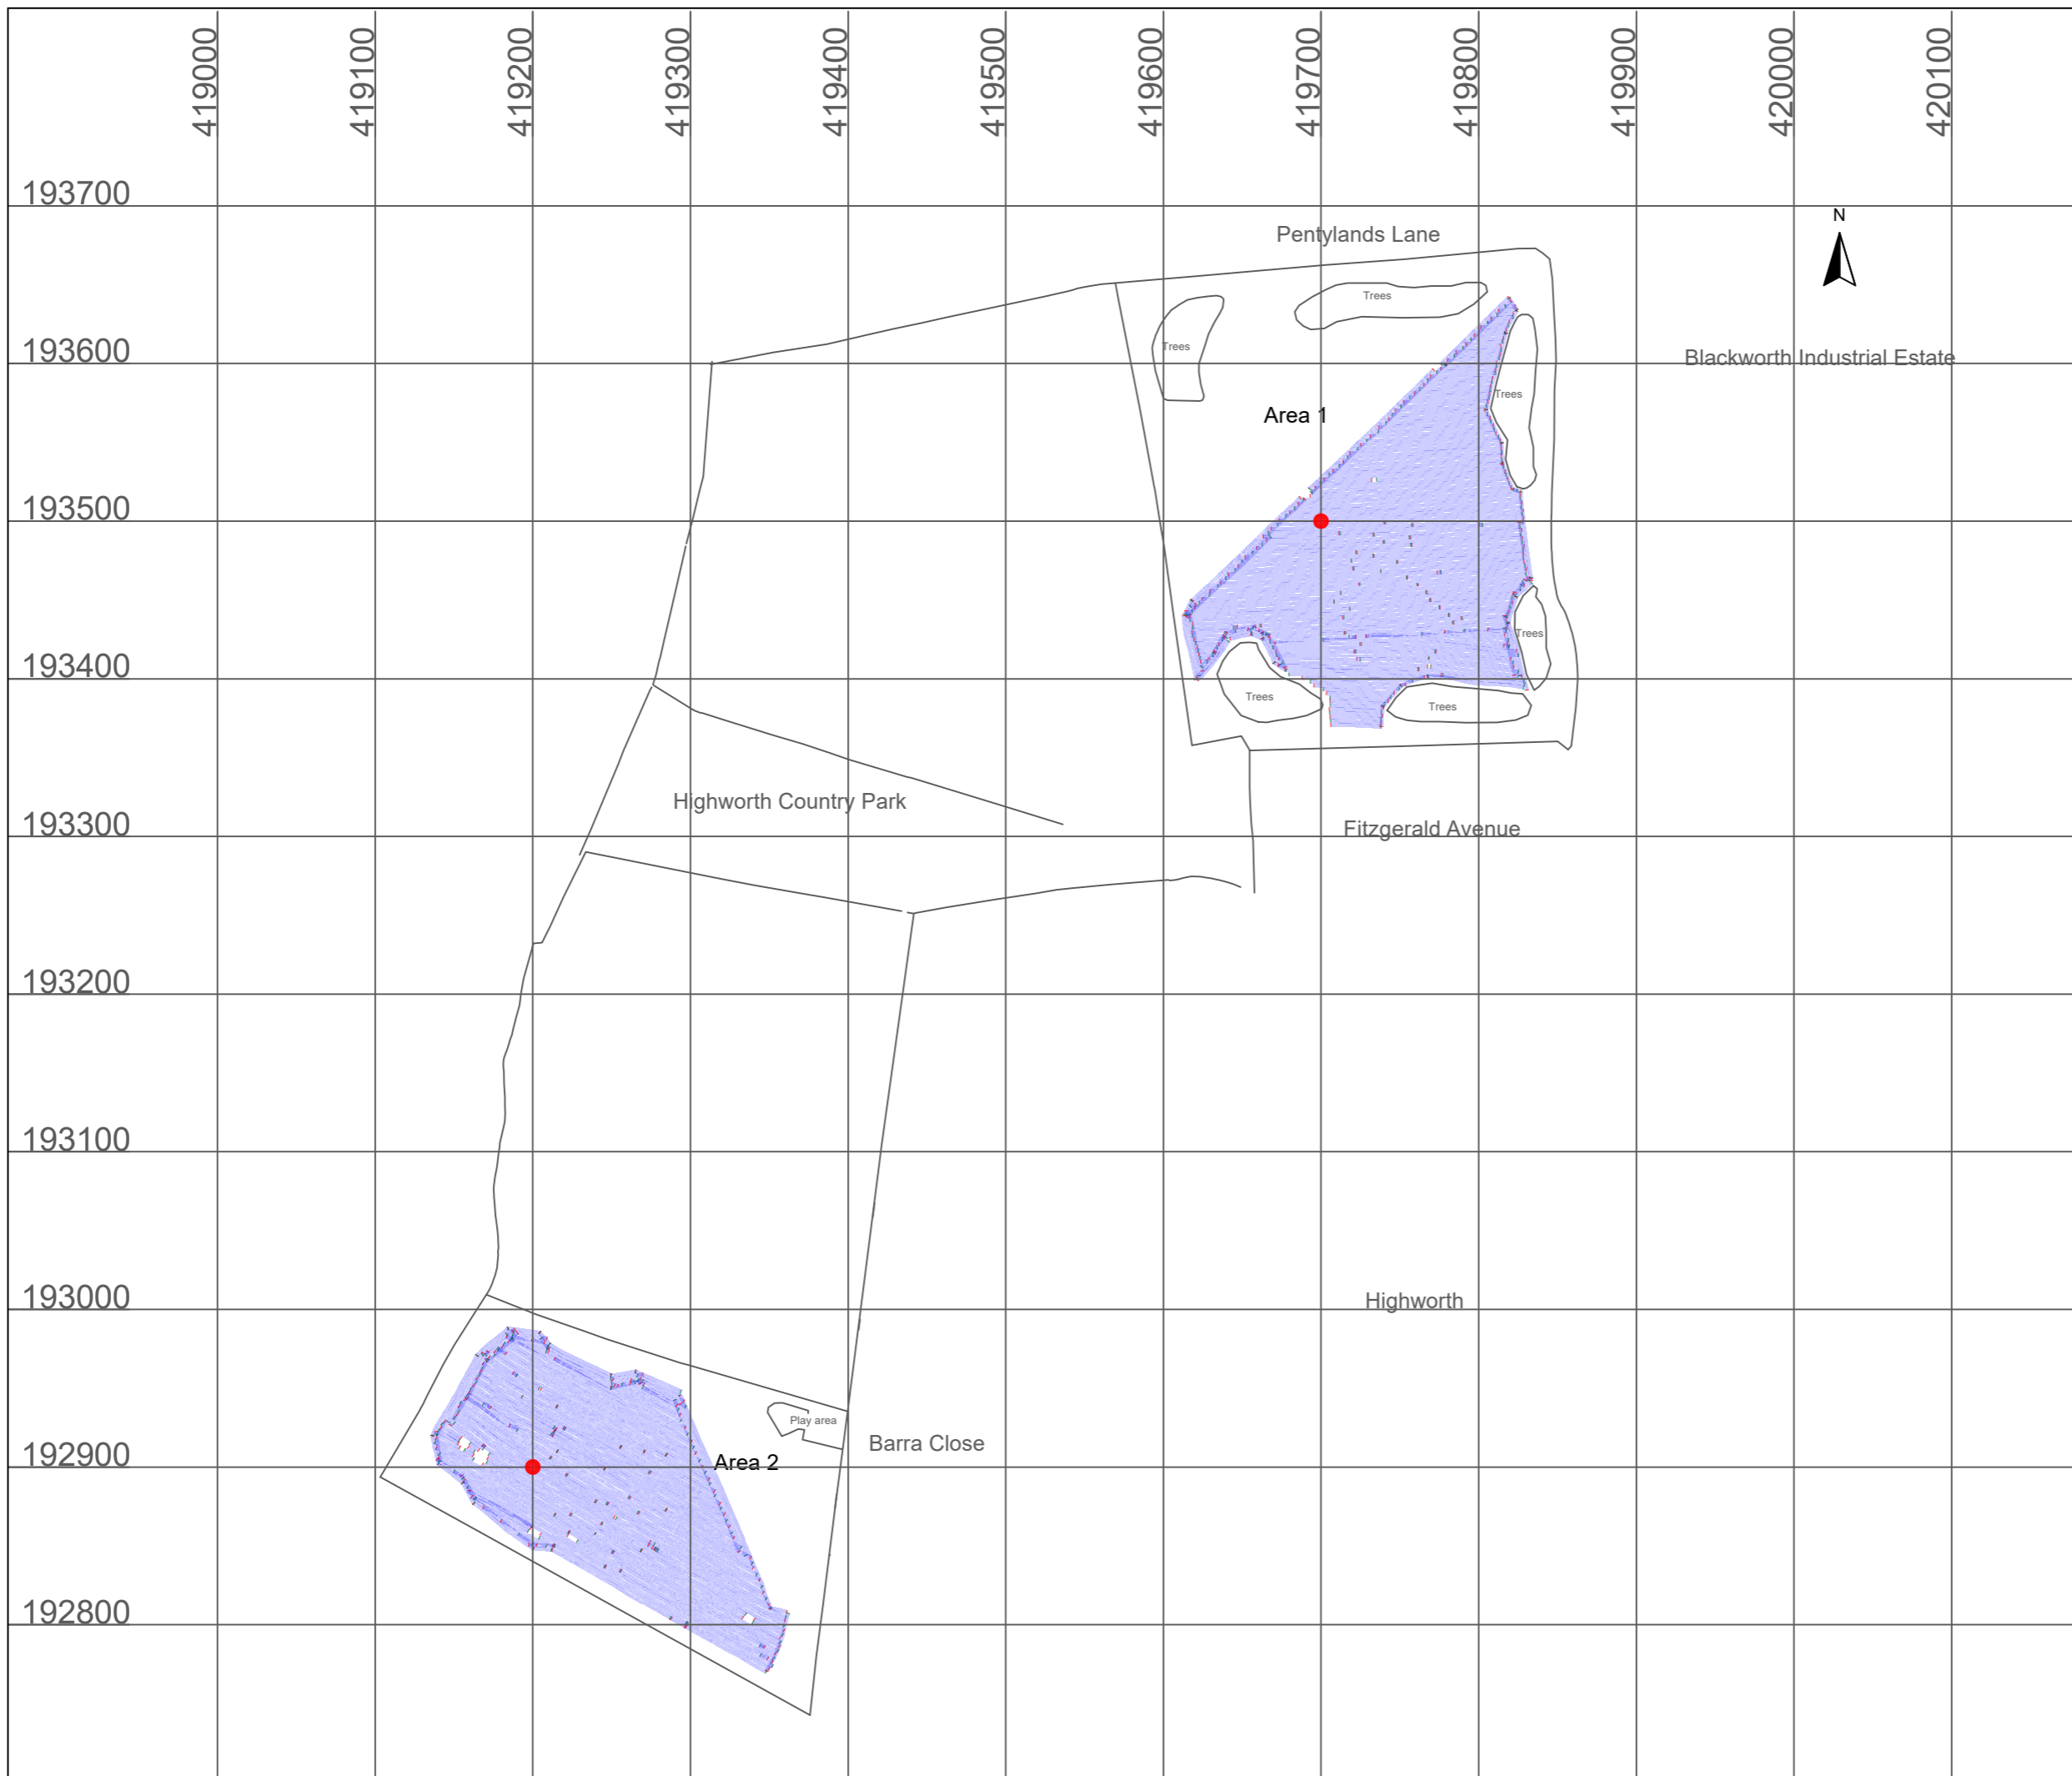 419000
419100
419200
419300
419400
419500
419600
419700
419800
419900
420000
420100
193700
N
Pentylands Lane
Trees
Trees
193600
Blackworth Industrial Estate
Trees
Area 1
193500
Trees
193400
Trees
Trees
Highworth Country Park
193300
Fitzgerald Avenue
193200
193100
193000
Highworth
Play area
Barra Close
192900
Area 2
192800